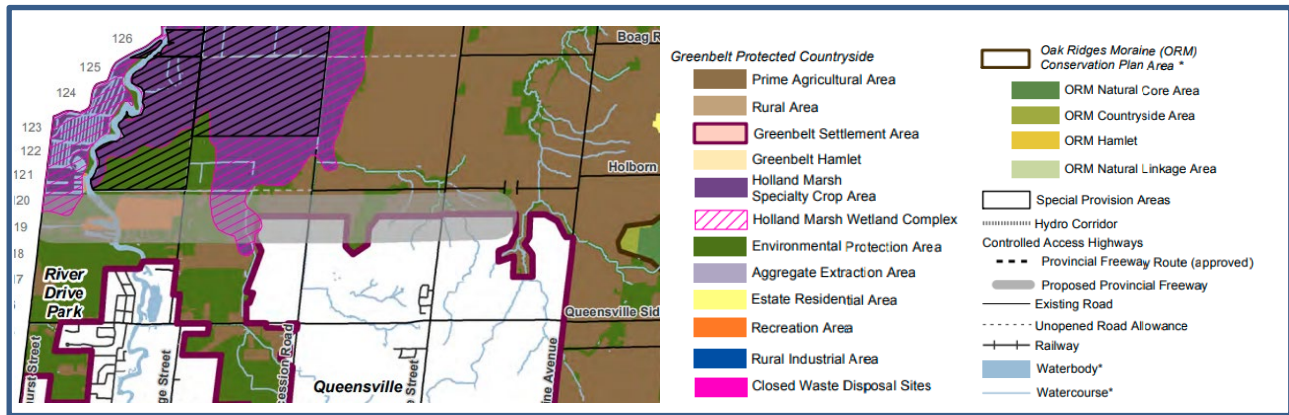 126
125
124
123
122
121
120
19
18
Boag R
Holborn
River
Drive
Park
Queensville Sid
Queensville
hurst Street
ge Street
cession Road
e Street
ine Avenue
Greenbelt Protected Countryside
Prime Agricultural Area
Rural Area
Greenbelt Settlement Area
Greenbelt Hamlet
Holland Marsh
Specialty Crop Area
Holland Marsh Wetland Complex
Environmental Protection Area
Aggregate Extraction Area
Estate Residential Area
Recreation Area
Rural Industrial Area
Closed Waste Disposal Sites
Oak Ridges Moraine (ORM)
Conservation Plan Area *
ORM Natural Core Area
ORM Countryside Area
ORM Hamlet
ORM Natural Linkage Area
Special Provision Areas
Hydro Corridor
Controlled Access Highways
Provincial Freeway Route (approved)
Proposed Provincial Freeway
Existing Road
Unopened Road Allowance
Railway
Waterbody*
Watercourse*